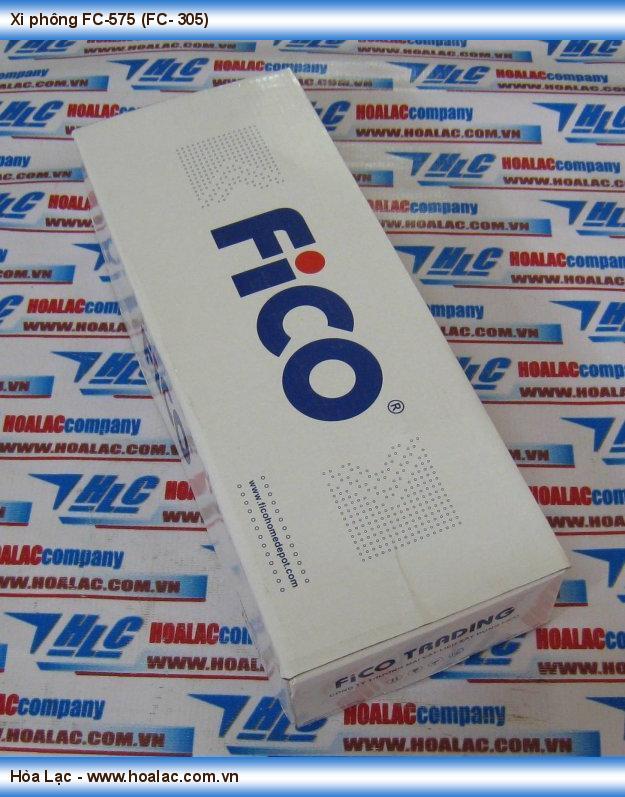 Xi phông FC-575 (FC- 305)
HLC
HOALACcompany
WWW.HOALAC.COM.VN
FiCO®
www.ficohomedepot.com
FiCO TRADING
Hòa Lạc - www.hoalac.com.vn